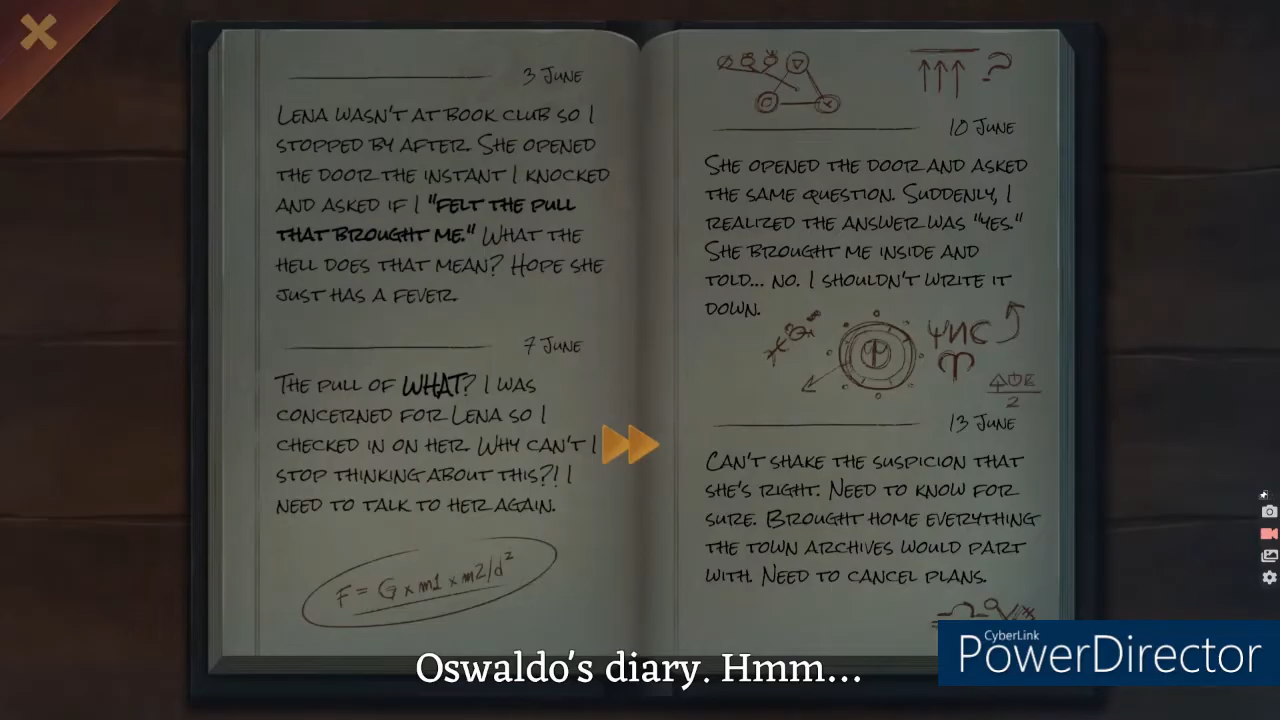 3 June
Lena wasn't at book club so I
stopped by after. She opened
the door the instant I knocked
and asked if I "felt the pull
that brought me." What the
hell does that mean? Hope she
just has a fever.
7 June
The pull of WHAT? I was
concerned for Lena so I
checked in on her. Why can't I
stop thinking about this?! I
need to talk to her again.
F = G x m1 x m2/d²
?
10 June
She opened the door and asked
the same question. Suddenly, I
realized the answer was "yes."
She brought me inside and
told... no. I shouldn't write it
down.
2
13 June
Can't shake the suspicion that
she's right. Need to know for
sure. Brought home everything
the town archives would part
with. Need to cancel plans.
Oswaldo's diary. Hmm...
CyberLink
PowerDirector